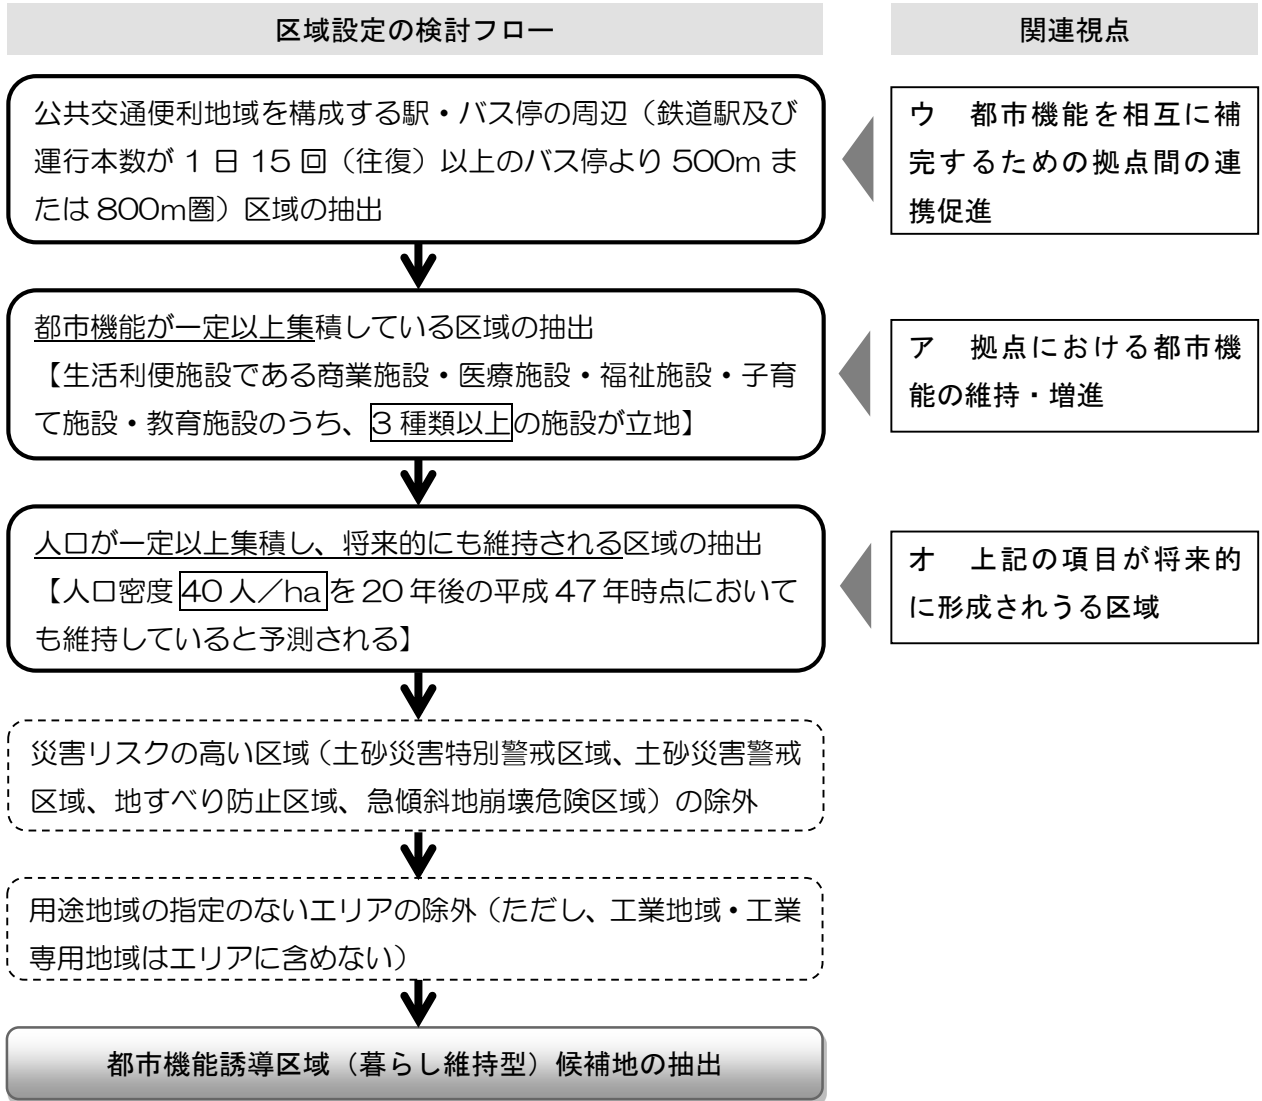 区域設定の検討フロー
関連視点
公共交通便利地域を構成する駅・バス停の周辺（鉄道駅及び
運行本数が 1 日 15 回（往復）以上のバス停より 500m ま
たは 800m圏）区域の抽出
ウ　都市機能を相互に補
完するための拠点間の連
携促進
都市機能が一定以上集積している区域の抽出
【生活利便施設である商業施設・医療施設・福祉施設・子育
て施設・教育施設のうち、3 種類以上の施設が立地】
ア　拠点における都市機
能の維持・増進
人口が一定以上集積し、将来的にも維持される区域の抽出
【人口密度 40 人／ha を 20 年後の平成 47 年時点において
も維持していると予測される】
オ　上記の項目が将来的
に形成されうる区域
災害リスクの高い区域（土砂災害特別警戒区域、土砂災害警戒
区域、地すべり防止区域、急傾斜地崩壊危険区域）の除外
用途地域の指定のないエリアの除外（ただし、工業地域・工業
専用地域はエリアに含めない）
都市機能誘導区域（暮らし維持型）候補地の抽出